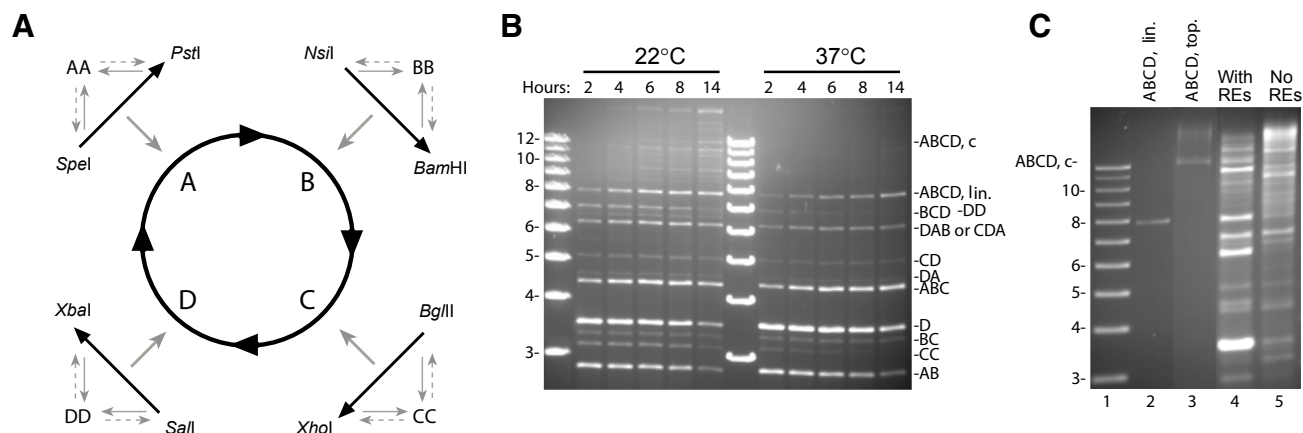 A
PstI
NsiI
AA
BB
SpeI
BamHI
A
B
D
C
XbaI
BglII
DD
CC
SalI
XhoI
B
22°C
37°C
Hours: 2 4 6 8 14 2 4 6 8 14
12-
10-
8-
6-
5-
4-
3-
-ABCD, c
-ABCD, lin.
-BCD -DD
-DAB or CDA
-CD
-DA
-ABC
-D
-BC
-CC
-AB
C
ABCD, lin.
ABCD, top.
With REs
No REs
ABCD, c-
10-
8-
6-
5-
4-
3-
1 2 3 4 5